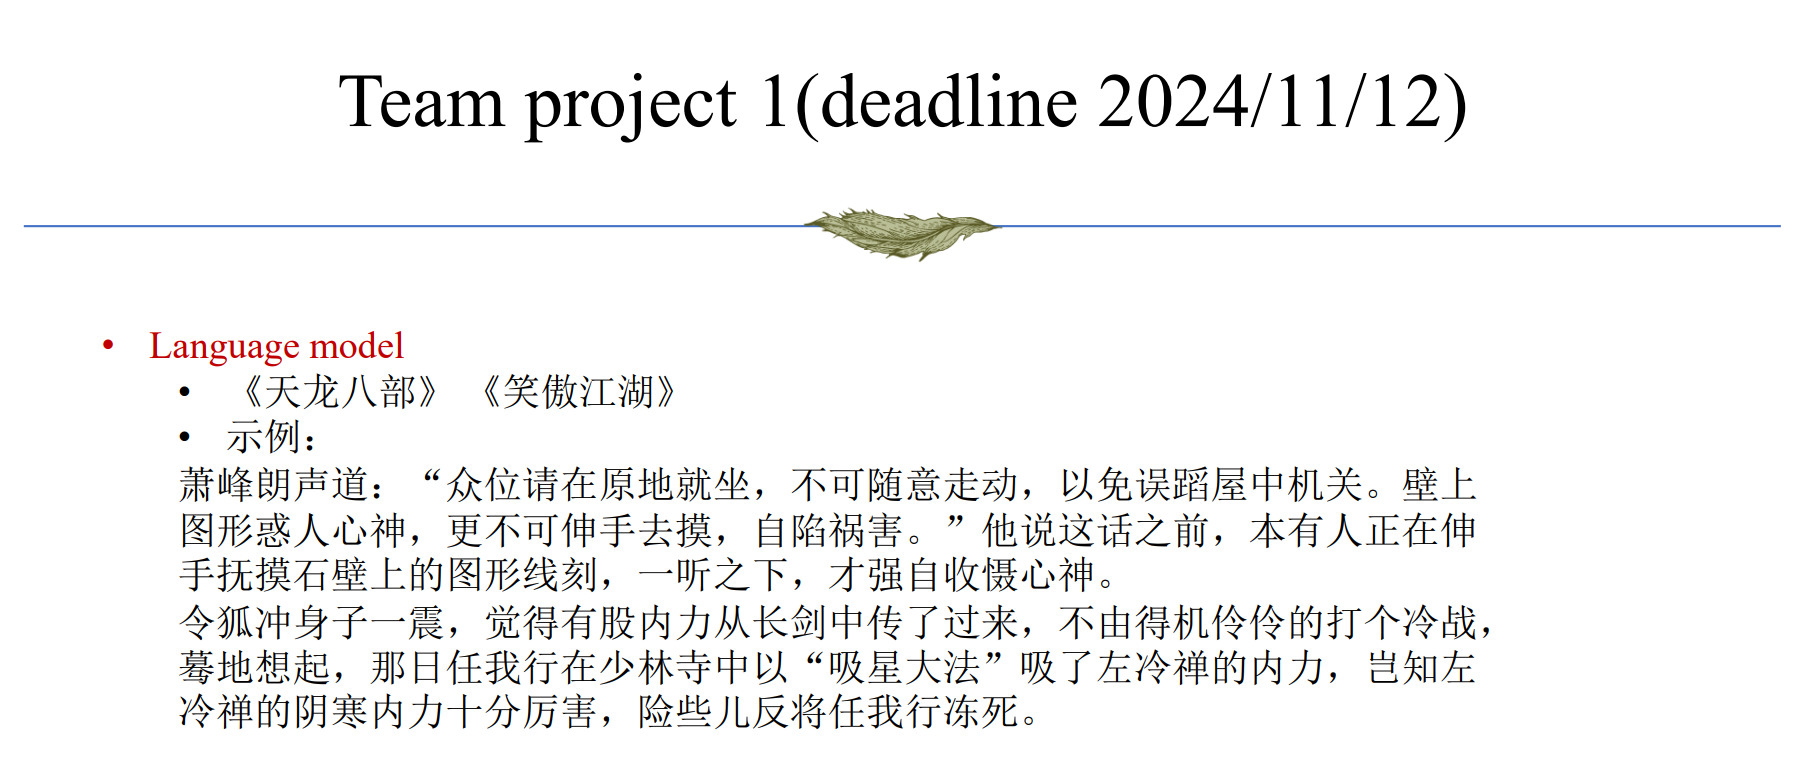 Team project 1(deadline 2024/11/12)
• Language model
• 《天龙八部》 《笑傲江湖》
• 示例：
萧峰朗声道：“众位请在原地就坐，不可随意走动，以免误蹈屋中机关。壁上
图形惑人心神，更不可伸手去摸，自陷祸害。”他说这话之前，本有人正在伸
手抚摸石壁上的图形线刻，一听之下，才强自收慑心神。
令狐冲身子一震，觉得有股内力从长剑中传了过来，不由得机伶伶的打个冷战，
蓦地想起，那日任我行在少林寺中以“吸星大法”吸了左冷禅的内力，岂知左
冷禅的阴寒内力十分厉害，险些儿反将任我行冻死。